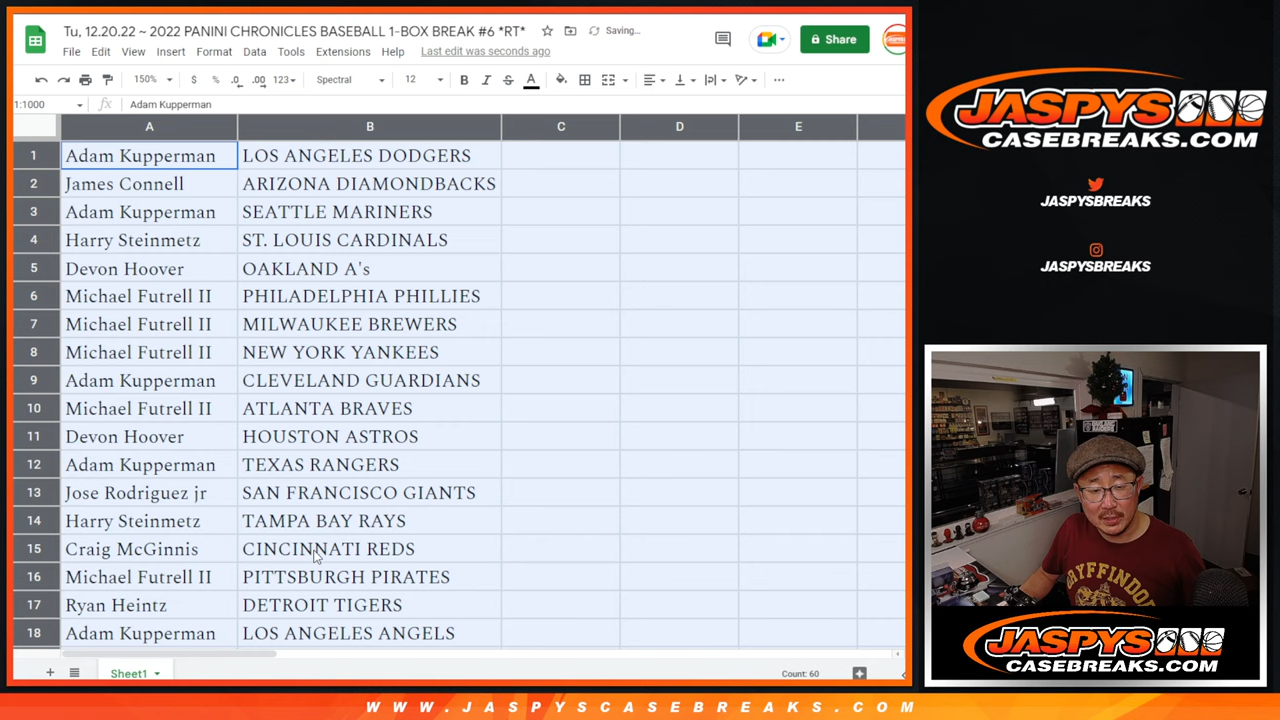 Tu, 12.20.22 ~ 2022 PANINI CHRONICLES BASEBALL 1-BOX BREAK #6 *RT* Saving...
File Edit View Insert Format Data Tools Extensions Help Last edit was seconds ago
Share
150% $ % .0 .00 123 Spectral 12 B I S A
1:1000 fx Adam Kupperman
A B C D E
1 Adam Kupperman LOS ANGELES DODGERS
2 James Connell ARIZONA DIAMONDBACKS
3 Adam Kupperman SEATTLE MARINERS
4 Harry Steinmetz ST. LOUIS CARDINALS
5 Devon Hoover OAKLAND A's
6 Michael Futrell II PHILADELPHIA PHILLIES
7 Michael Futrell II MILWAUKEE BREWERS
8 Michael Futrell II NEW YORK YANKEES
9 Adam Kupperman CLEVELAND GUARDIANS
10 Michael Futrell II ATLANTA BRAVES
11 Devon Hoover HOUSTON ASTROS
12 Adam Kupperman TEXAS RANGERS
13 Jose Rodriguez jr SAN FRANCISCO GIANTS
14 Harry Steinmetz TAMPA BAY RAYS
15 Craig McGinnis CINCINNATI REDS
16 Michael Futrell II PITTSBURGH PIRATES
17 Ryan Heintz DETROIT TIGERS
18 Adam Kupperman LOS ANGELES ANGELS
Sheet1 Count: 60
JASPYS
CASEBREAKS.COM
JASPYSBREAKS
JASPYSBREAKS
GRYFFINDOR
JASPYS
CASEBREAKS.COM
WWW.JASPYSCASEBREAKS.COM